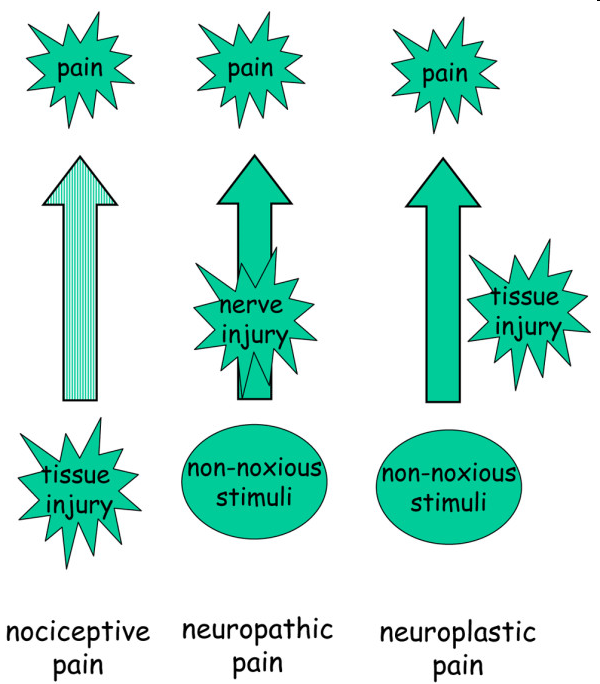 pain
pain
pain
nerve
injury
tissue
injury
tissue
injury
non-noxious
stimuli
non-noxious
stimuli
nociceptive
pain
neuropathic
pain
neuroplastic
pain